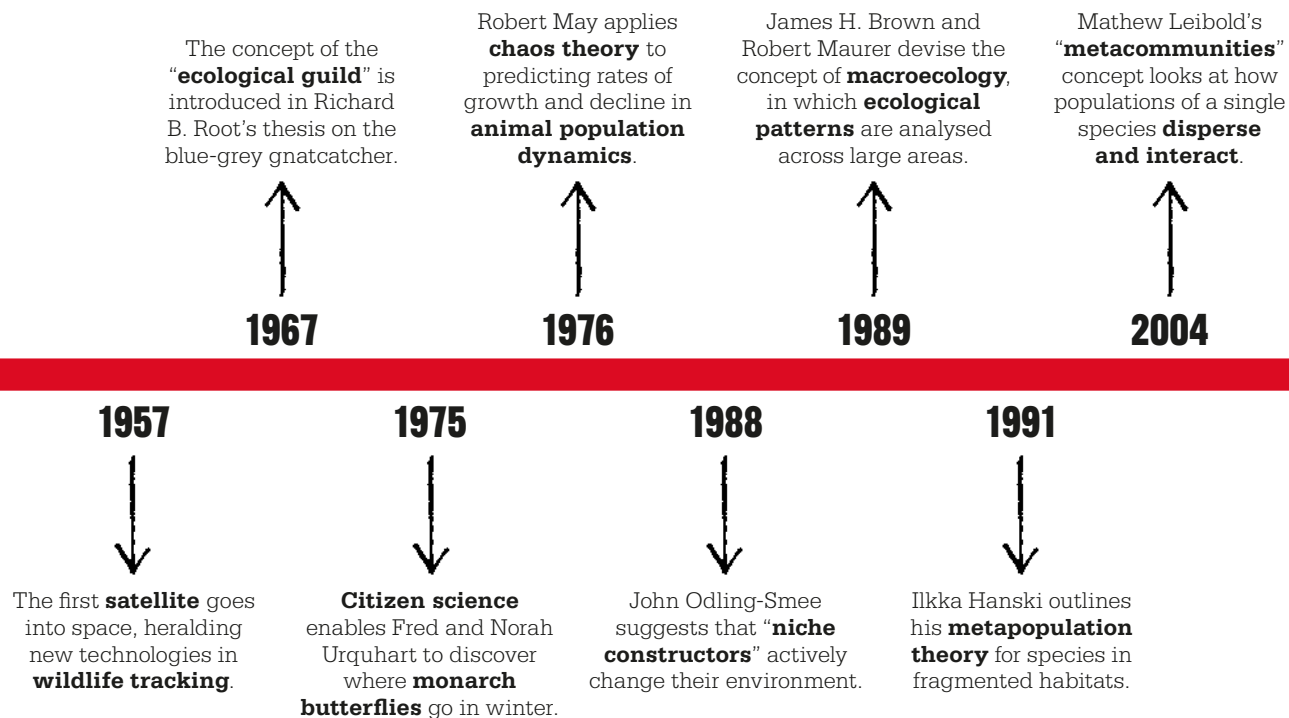 The concept of the
“ecological guild” is
introduced in Richard
B. Root’s thesis on the
blue-grey gnatcatcher.
1967
Robert May applies
chaos theory to
predicting rates of
growth and decline in
animal population
dynamics.
1976
James H. Brown and
Robert Maurer devise the
concept of macroecology,
in which ecological
patterns are analysed
across large areas.
1989
Mathew Leibold’s
“metacommunities”
concept looks at how
populations of a single
species disperse
and interact.
2004
1957
The first satellite goes
into space, heralding
new technologies in
wildlife tracking.
1975
Citizen science
enables Fred and Norah
Urquhart to discover
where monarch
butterflies go in winter.
1988
John Odling-Smee
suggests that “niche
constructors” actively
change their environment.
1991
Ilkka Hanski outlines
his metapopulation
theory for species in
fragmented habitats.